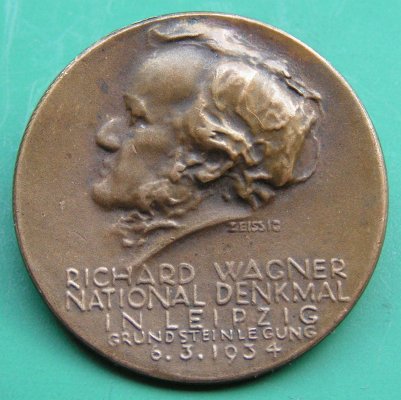 ZEISSIG
RICHARD WAGNER
NATIONAL DENKMAL
IN LEIPZIG
GRUNDSTEINLEGUNG
6.3.1934